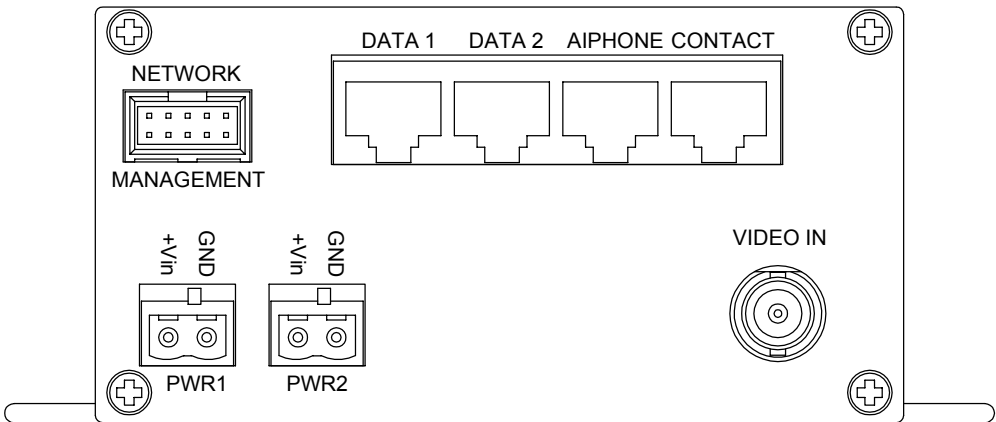 DATA 1 DATA 2 AIPHONE CONTACT
NETWORK
MANAGEMENT
+Vin GND +Vin GND
VIDEO IN
PWR1 PWR2